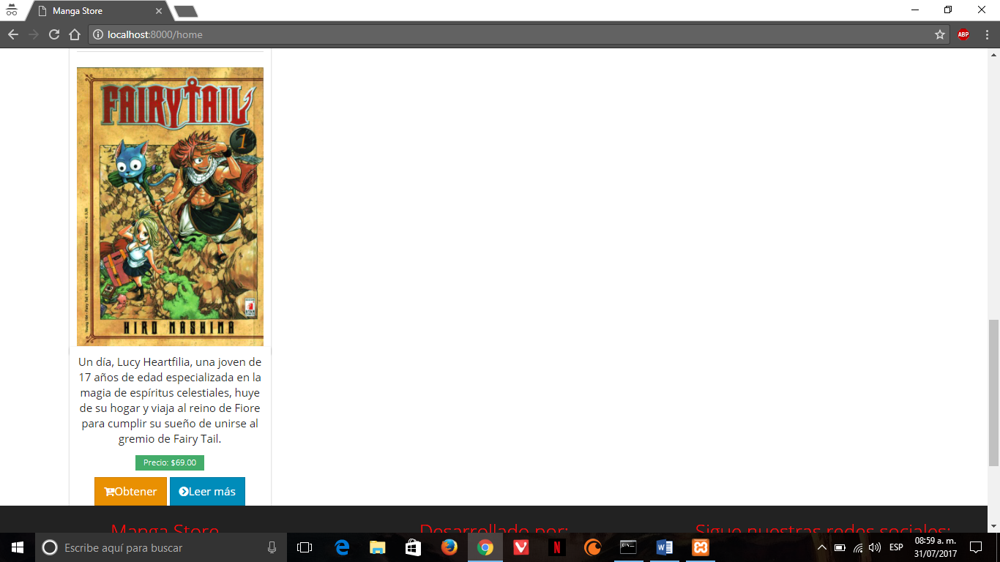 Manga Store
localhost:8000/home
ABP
FAIRY TAIL
1
HIRO MASHIMA
Un día, Lucy Heartfilia, una joven de
17 años de edad especializada en la
magia de espíritus celestiales, huye
de su hogar y viaja al reino de Fiore
para cumplir su sueño de unirse al
gremio de Fairy Tail.
Precio: $69.00
Obtener
Leer más
Manga Store
Desarrollado por:
Sigue nuestras redes sociales:
Escribe aquí para buscar
ESP
08:59 a. m.
31/07/2017